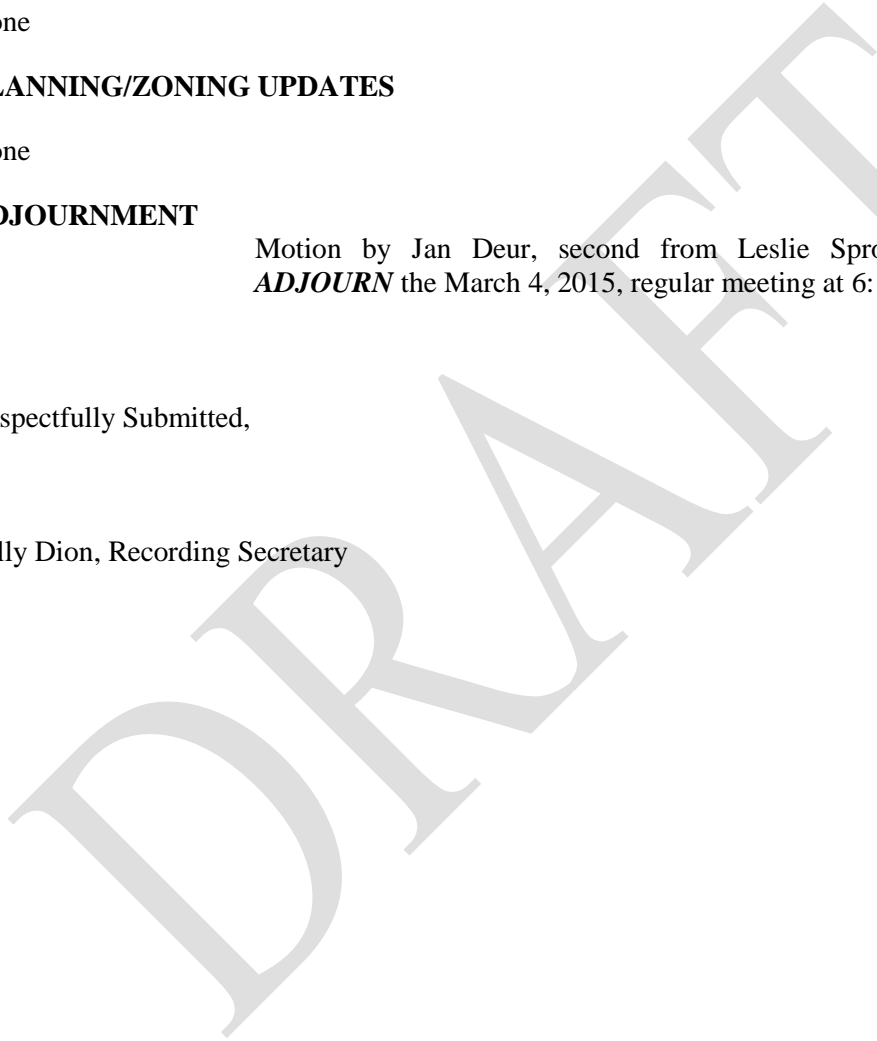 one
LANNING/ZONING UPDATES
one
DJOURNMENT
Motion by Jan Deur, second from Leslie Spro
ADJOURN the March 4, 2015, regular meeting at 6:
spectfully Submitted,
lly Dion, Recording Secretary
DRAFT